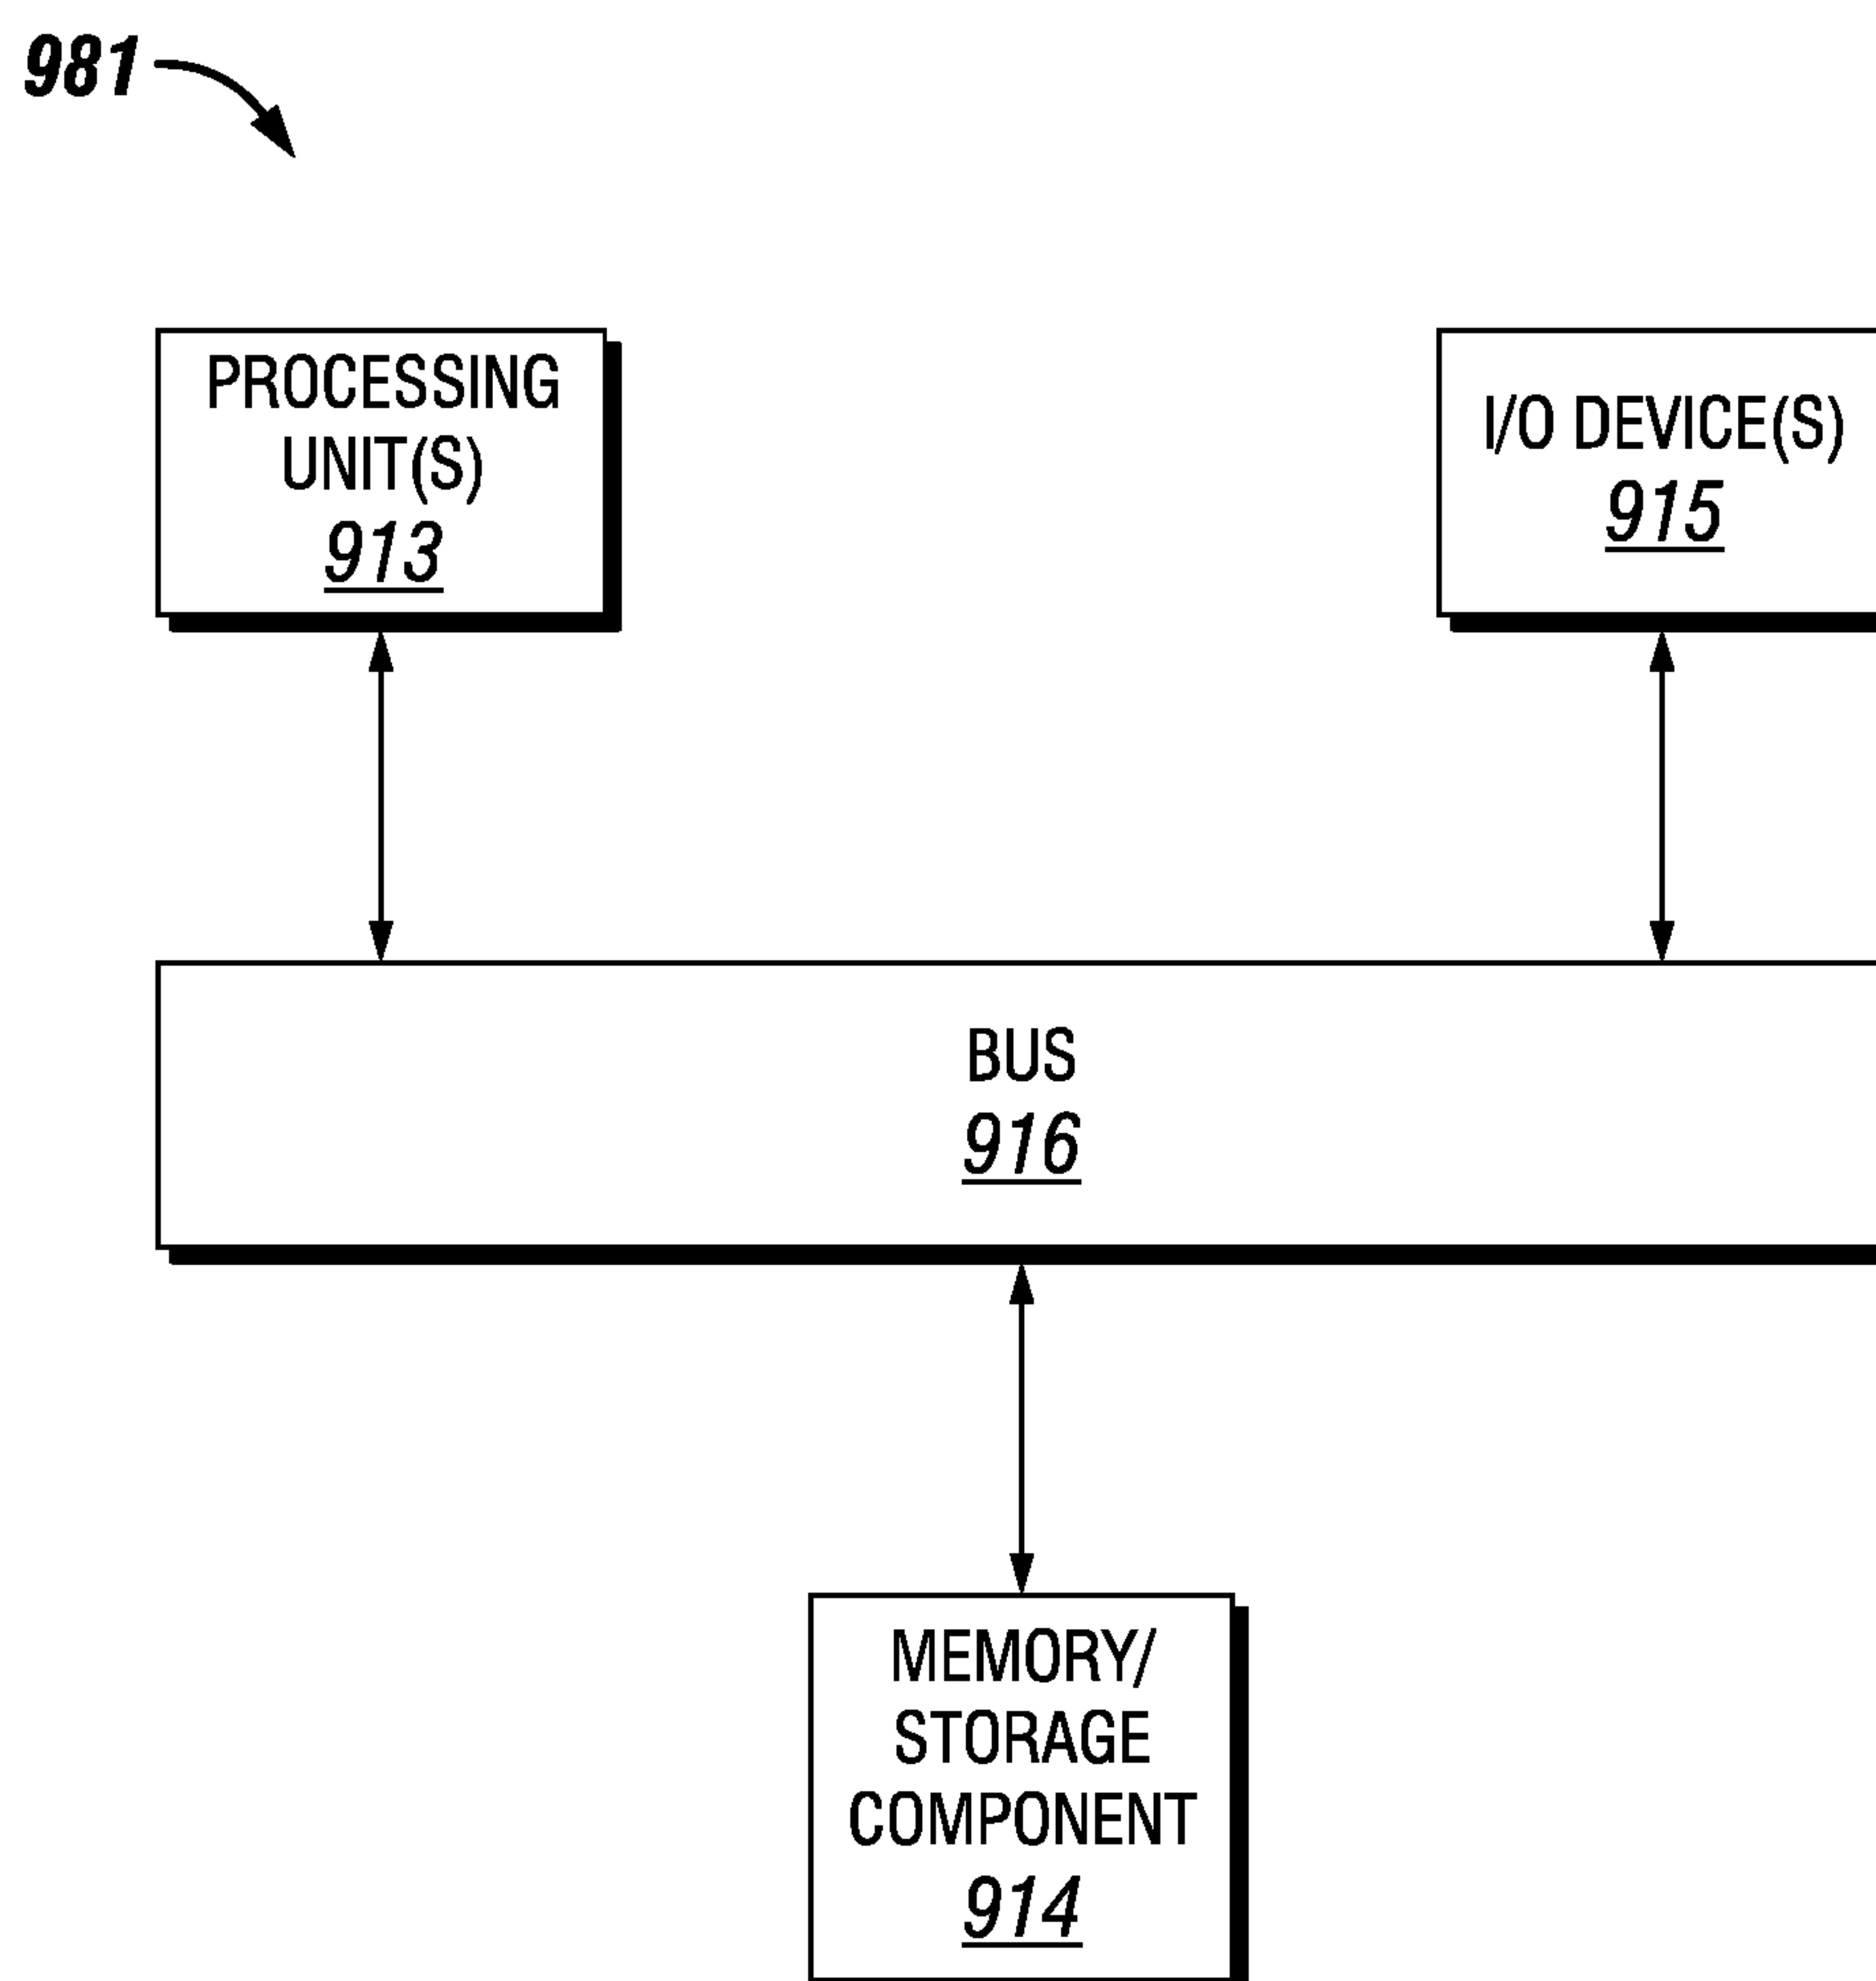 981
PROCESSING
UNIT(S)
913
I/O DEVICE(S)
915
BUS
916
MEMORY/
STORAGE
COMPONENT
914